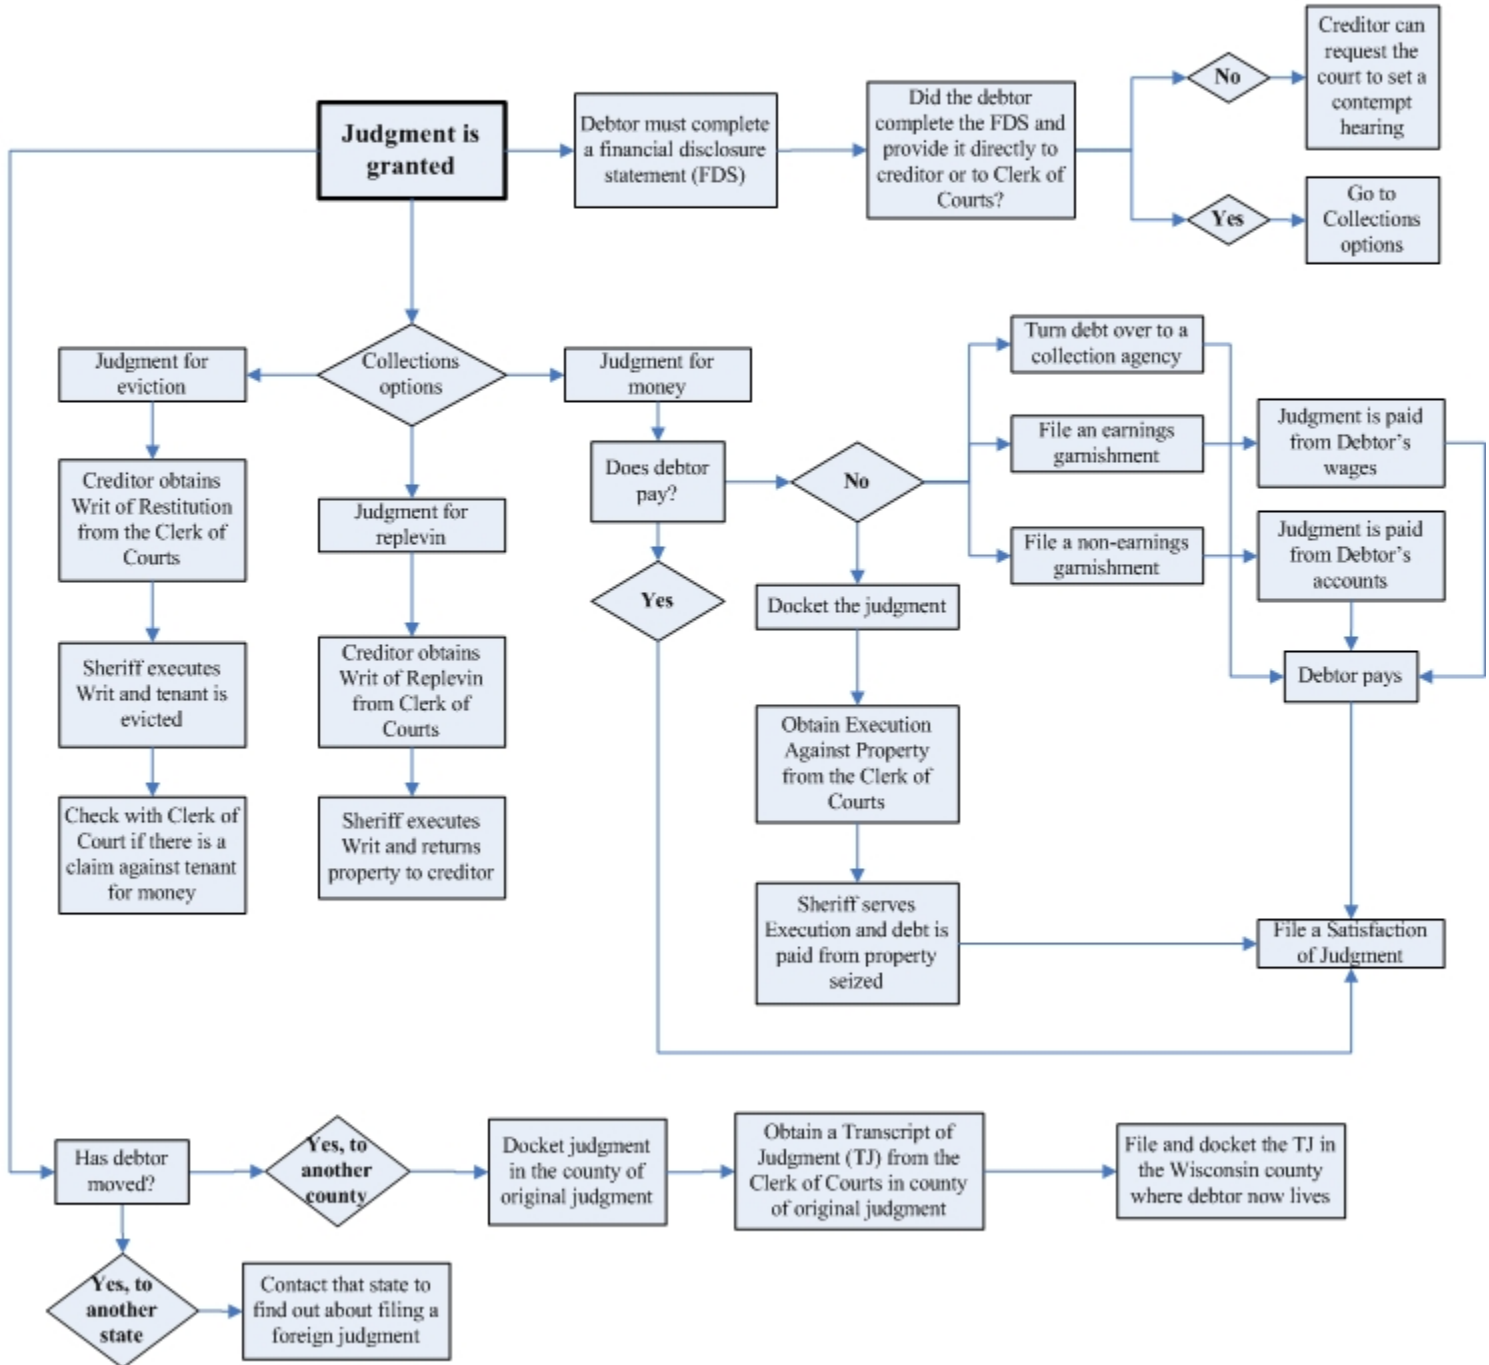 Judgment is
granted
Debtor must complete
a financial disclosure
statement (FDS)
Did the debtor
complete the FDS and
provide it directly to
creditor or to Clerk of
Courts?
No
Creditor can
request the
court to set a
contempt
hearing
Yes
Go to
Collections
options
Collections
options
Judgment for
eviction
Creditor obtains
Writ of Restitution
from the Clerk of
Courts
Sheriff executes
Writ and tenant is
evicted
Check with Clerk of
Court if there is a
claim against tenant
for money
Judgment for
replevin
Creditor obtains
Writ of Replevin
from Clerk of
Courts
Sheriff executes
Writ and returns
property to creditor
Judgment for
money
Does debtor
pay?
Yes
No
Docket the judgment
Obtain Execution
Against Property
from the Clerk of
Courts
Sheriff serves
Execution and debt is
paid from property
seized
Turn debt over to a
collection agency
File an earnings
garnishment
File a non-earnings
garnishment
Judgment is paid
from Debtor’s
wages
Judgment is paid
from Debtor’s
accounts
Debtor pays
File a Satisfaction
of Judgment
Has debtor
moved?
Yes, to
another
county
Docket judgment
in the county of
original judgment
Obtain a Transcript of
Judgment (TJ) from the
Clerk of Courts in county
of original judgment
File and docket the TJ in
the Wisconsin county
where debtor now lives
Yes, to
another
state
Contact that state to
find out about filing a
foreign judgment